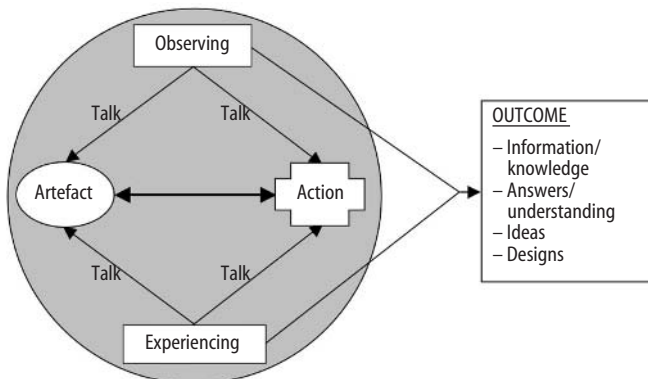 Observing
Talk
Talk
Artefact
Action
Talk
Talk
Experiencing
OUTCOME
– Information/
knowledge
– Answers/
understanding
– Ideas
– Designs